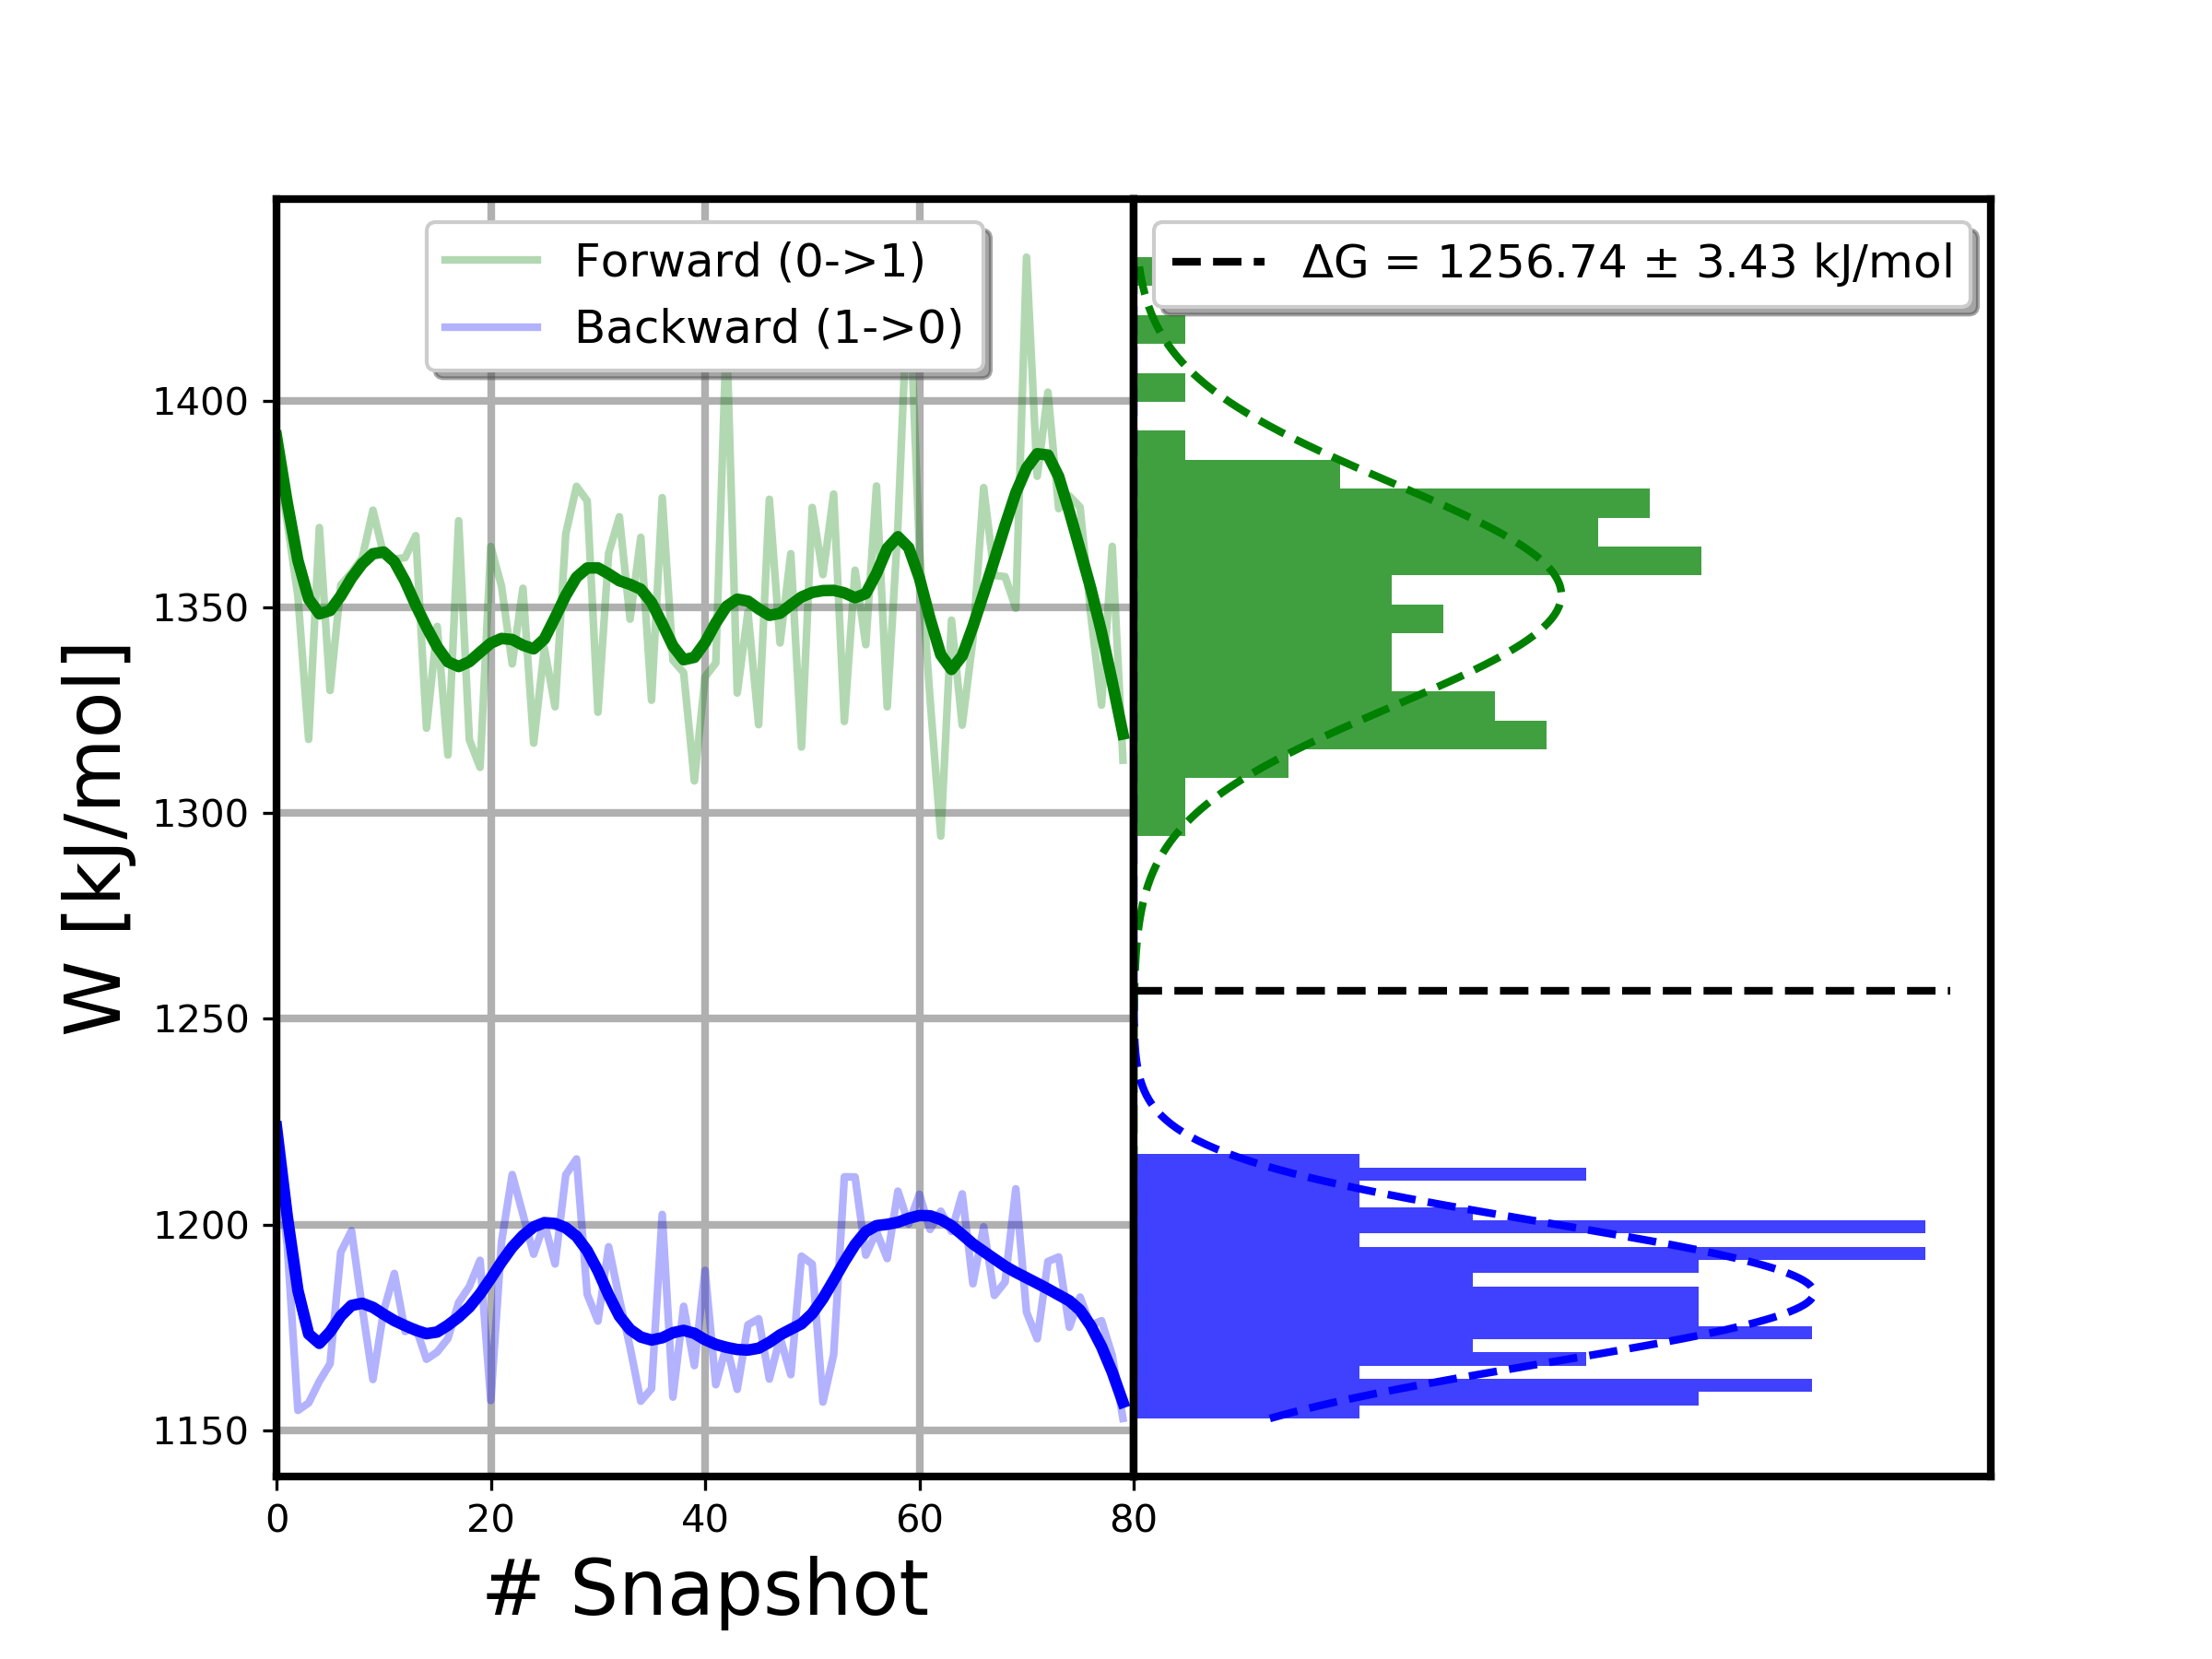 Forward (0->1)
Backward (1->0)
ΔG = 1256.74 ± 3.43 kJ/mol
W [kJ/mol]
1400
1350
1300
1250
1200
1150
0 20 40 60 80
# Snapshot